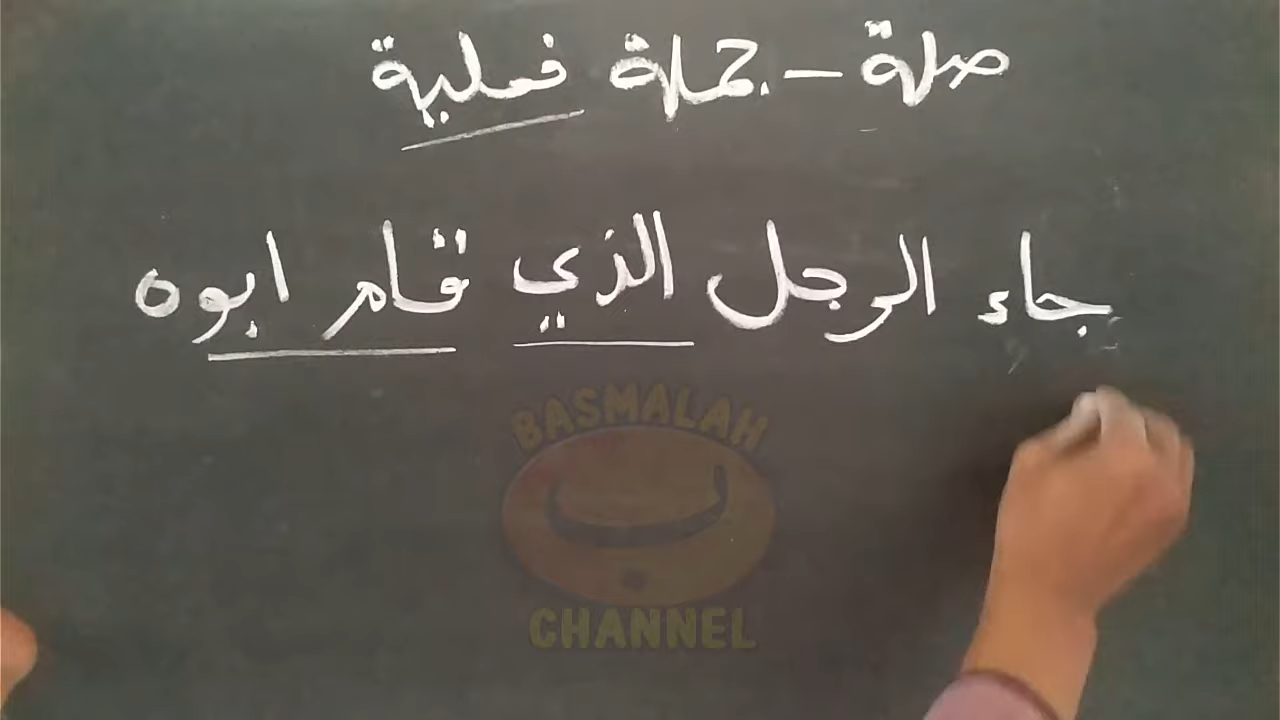 صلة – جملة فعلية
جاء الرجل الذي قام ابوه
BASMALAH
ب
CHANNEL